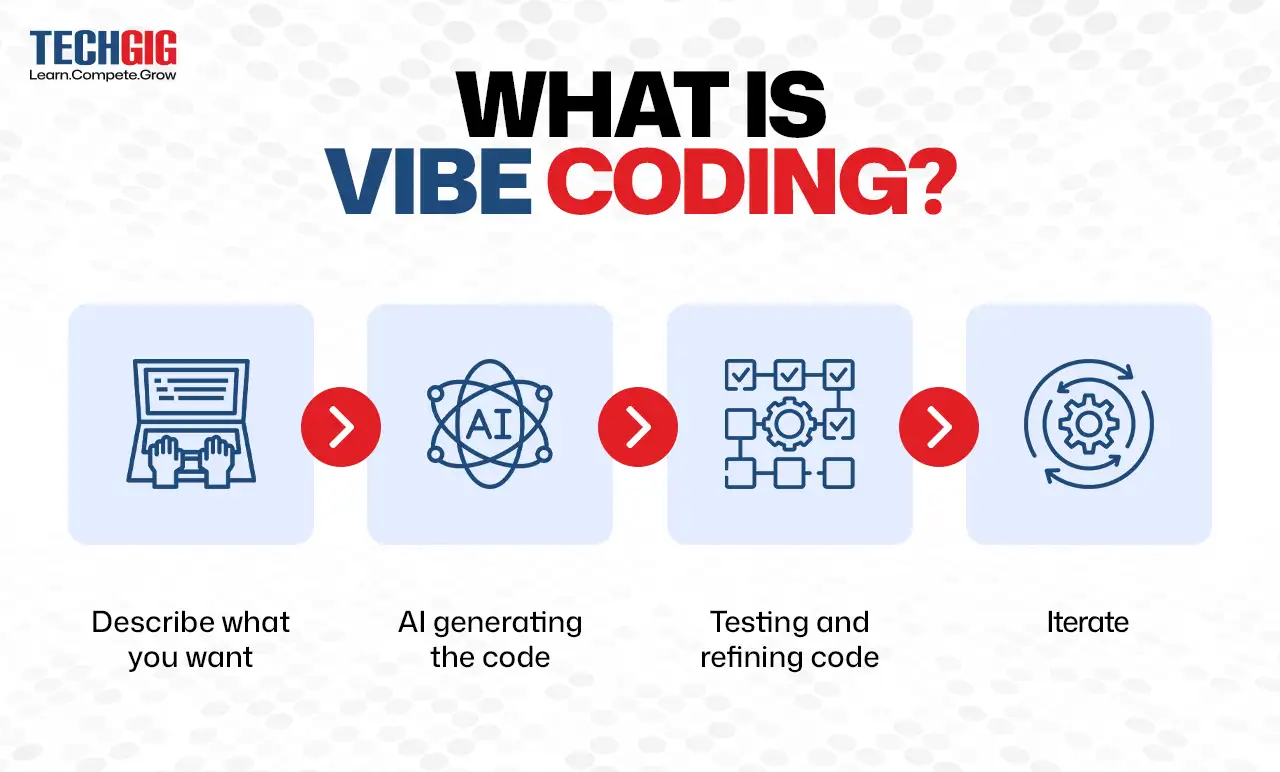 TECHGIG
Learn.Compete.Grow
WHAT IS
VIBE CODING?
AI
Describe what
you want
AI generating
the code
Testing and
refining code
Iterate